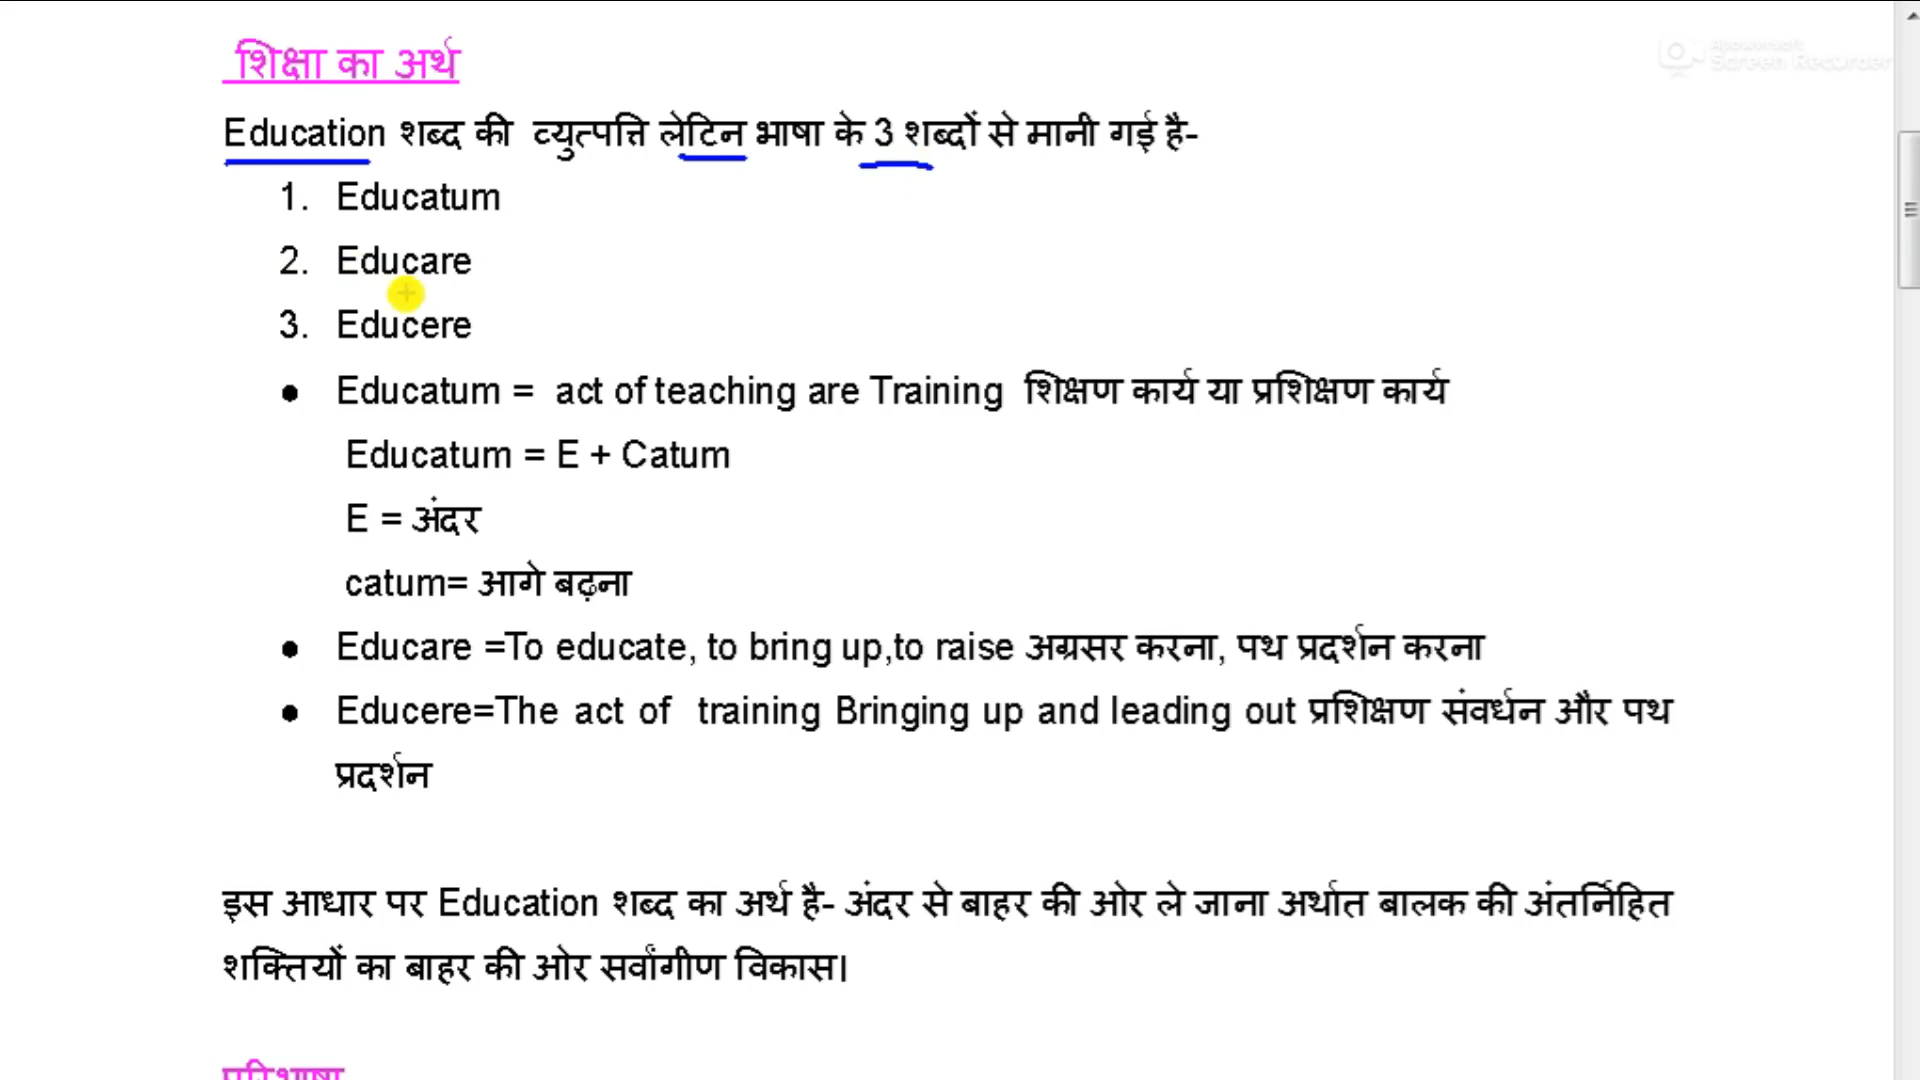 शिक्षा का अर्थ
Apowersoft
Screen Recorder
Education शब्द की व्युत्पत्ति लेटिन भाषा के 3 शब्दों से मानी गई है-
1. Educatum
2. Educare
3. Educere
● Educatum = act of teaching are Training शिक्षण कार्य या प्रशिक्षण कार्य
Educatum = E + Catum
E = अंदर
catum= आगे बढ़ना
● Educare =To educate, to bring up,to raise अग्रसर करना, पथ प्रदर्शन करना
● Educere=The act of training Bringing up and leading out प्रशिक्षण संवर्धन और पथ
प्रदर्शन
इस आधार पर Education शब्द का अर्थ है- अंदर से बाहर की ओर ले जाना अर्थात बालक की अंतर्निहित
शक्तियों का बाहर की ओर सर्वांगीण विकास।
परिभाषा